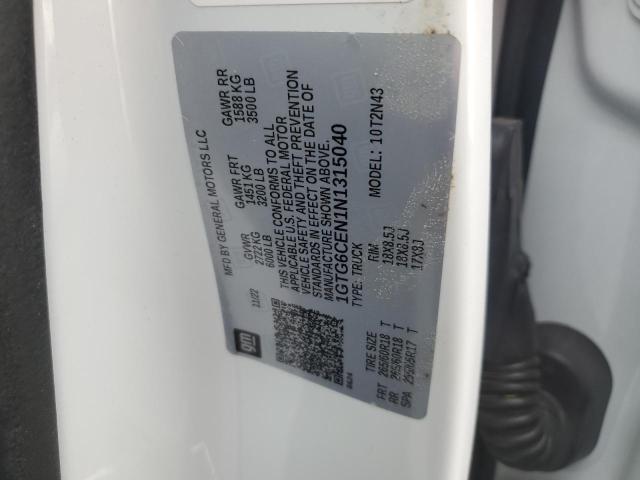 MFD BY GENERAL MOTORS LLC
11/22 GVWR GAWR FRT GAWR RR
2722 KG 1451 KG 1588 KG
6000 LB 3200 LB 3500 LB
THIS VEHICLE CONFORMS TO ALL
APPLICABLE U.S. FEDERAL MOTOR
VEHICLE SAFETY AND THEFT PREVENTION
STANDARDS IN EFFECT ON THE DATE OF
MANUFACTURE SHOWN ABOVE.
1GTG6CEN1N1315040
TYPE: TRUCK MODEL: 10T2N43
gm
TIRE SIZE RIM
FRT 265/60R18 T 18X8.5J
RR 265/60R18 T 18X8.5J
SPA 255/65R17 T 17X8J